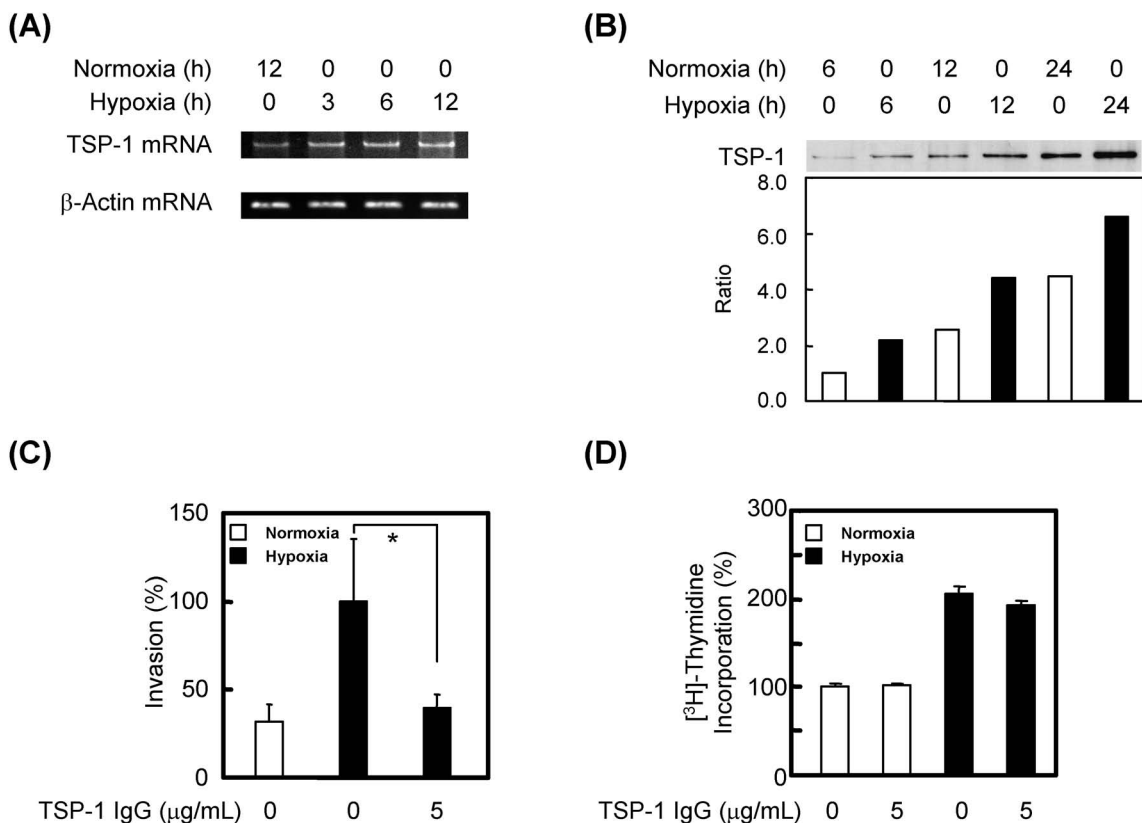 (A)
Normoxia (h) 12 0 0 0
Hypoxia (h) 0 3 6 12
TSP-1 mRNA
β-Actin mRNA
(B)
Normoxia (h) 6 0 12 0 24 0
Hypoxia (h) 0 6 0 12 0 24
TSP-1
8.0
6.0
4.0
2.0
0.0
Ratio
(C)
150
100
50
0
Invasion (%)
Normoxia
Hypoxia
*
TSP-1 IgG (μg/mL) 0 0 5
(D)
300
200
100
0
[³H]-Thymidine
Incorporation (%)
Normoxia
Hypoxia
TSP-1 IgG (μg/mL) 0 5 0 5